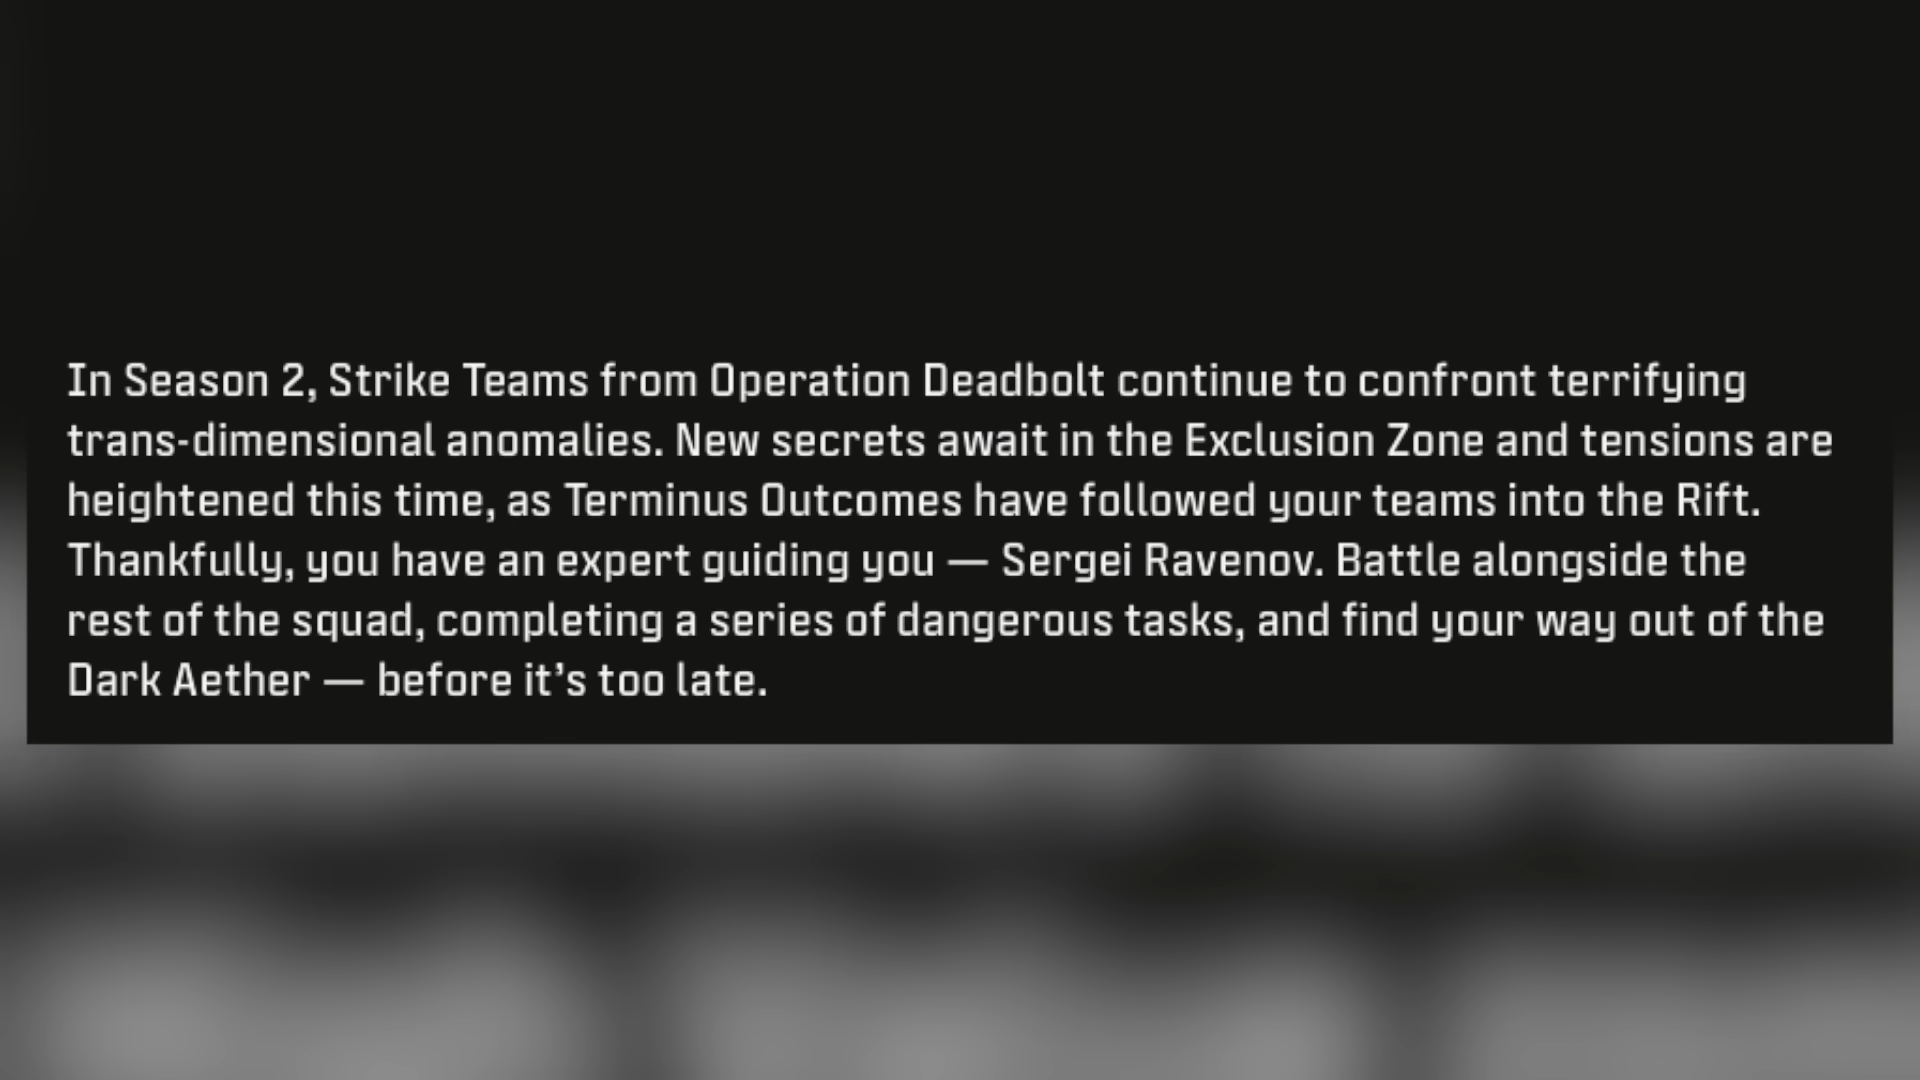 In Season 2, Strike Teams from Operation Deadbolt continue to confront terrifying
trans-dimensional anomalies. New secrets await in the Exclusion Zone and tensions are
heightened this time, as Terminus Outcomes have followed your teams into the Rift.
Thankfully, you have an expert guiding you — Sergei Ravenov. Battle alongside the
rest of the squad, completing a series of dangerous tasks, and find your way out of the
Dark Aether — before it’s too late.